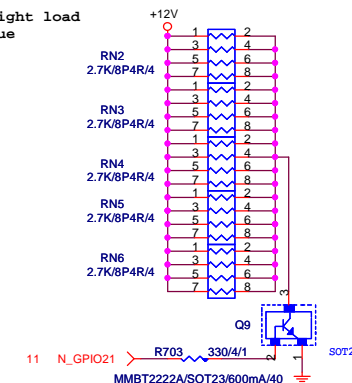 ight load
ue
+12V
1 2
3 4
RN2
5 6
2.7K/8P4R/4
7 8
1 2
3 4
RN3
5 6
2.7K/8P4R/4
7 8
1 2
3 4
RN4
5 6
2.7K/8P4R/4
7 8
1 2
RN5
3 4
5 6
2.7K/8P4R/4
7 8
1 2
RN6
3 4
2.7K/8P4R/4
5 6
7 8
3
Q9
11 N_GPIO21 R703 330/4/1 2 1 SOT2
MMBT2222A/SOT23/600mA/40